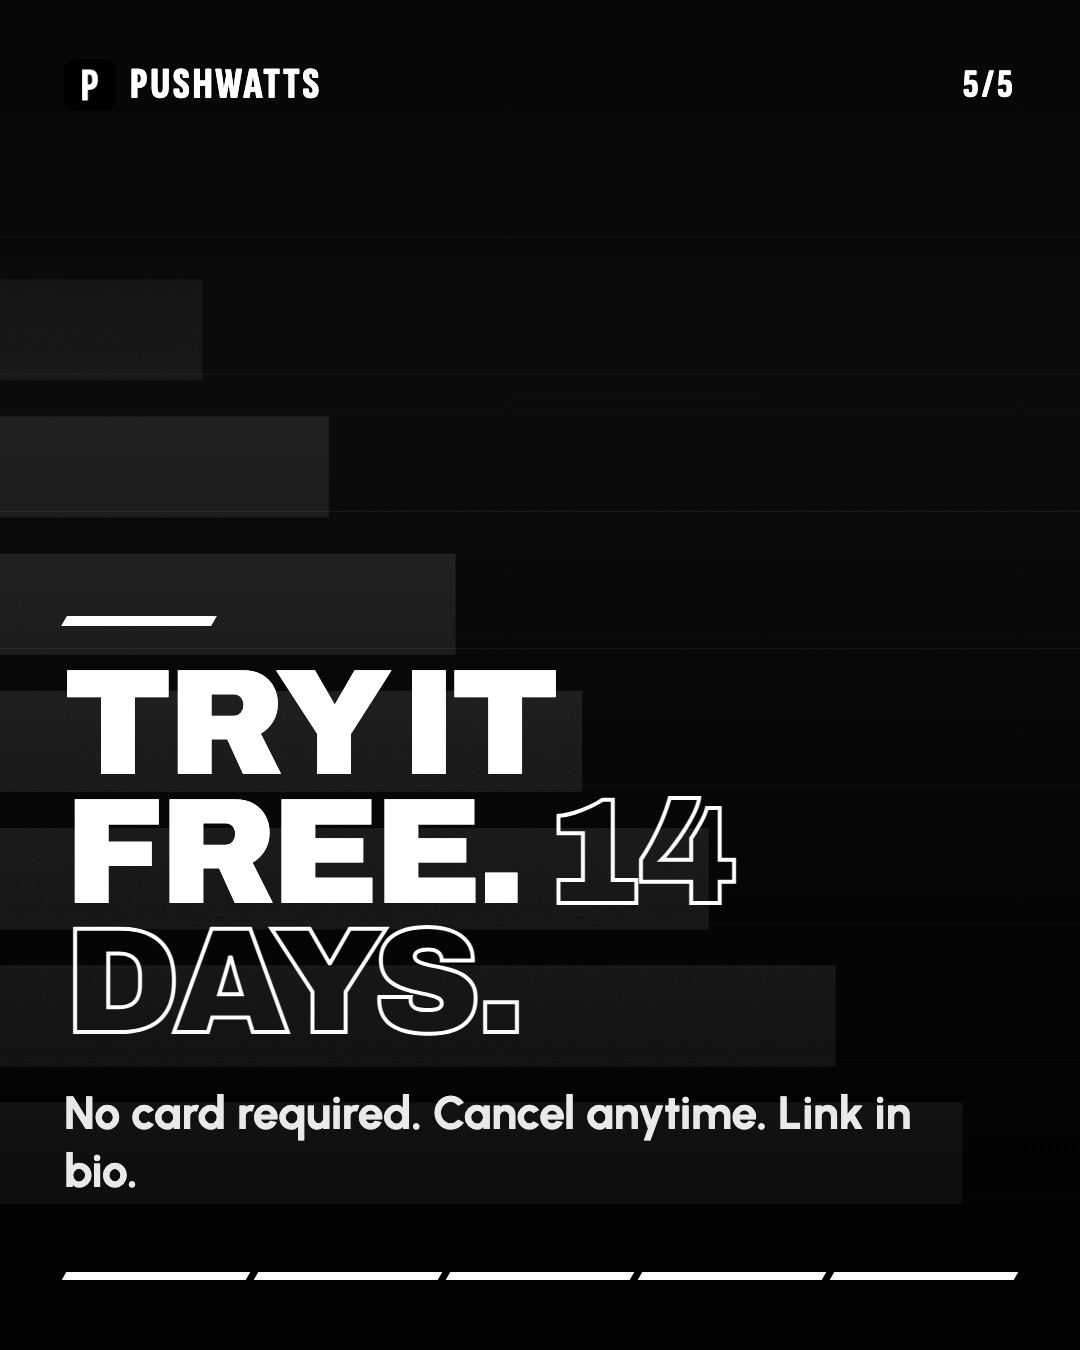 P PUSHWATTS
5/5
TRY IT
FREE. 14
DAYS.
No card required. Cancel anytime. Link in
bio.